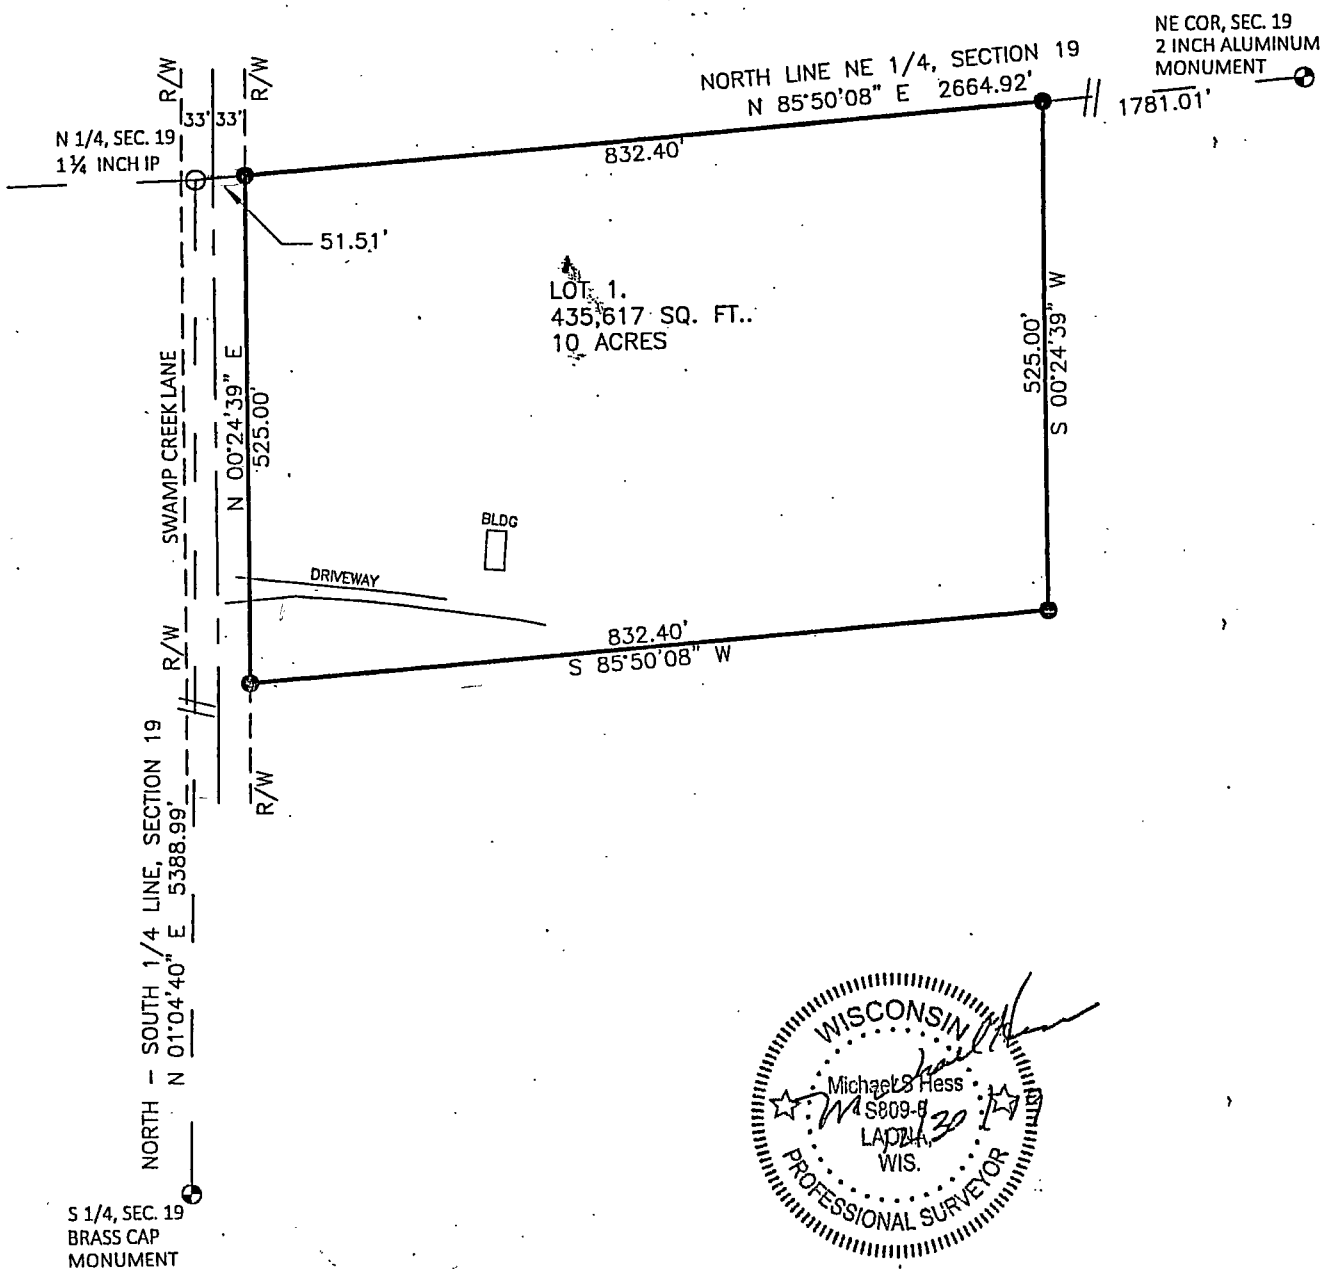 NE COR, SEC. 19
2 INCH ALUMINUM
MONUMENT
NORTH LINE NE 1/4, SECTION 19
N 85°50'08" E 2664.92'
1781.01'
R/W
R/W
33' 33'
N 1/4, SEC. 19
1 ¼ INCH IP
832.40'
51.51'
LOT 1.
435,617 SQ. FT..
10 ACRES
SWAMP CREEK LANE
N 00°24'39" E
525.00'
525.00'
S 00°24'39" W
BLDG
DRIVEWAY
832.40'
S 85°50'08" W
R/W
R/W
NORTH - SOUTH 1/4 LINE, SECTION 19
N 01°04'40" E 5388.99'
S 1/4, SEC. 19
BRASS CAP
MONUMENT
WISCONSIN
Michael S Hess
WIS.
PROFESSIONAL SURVEYOR